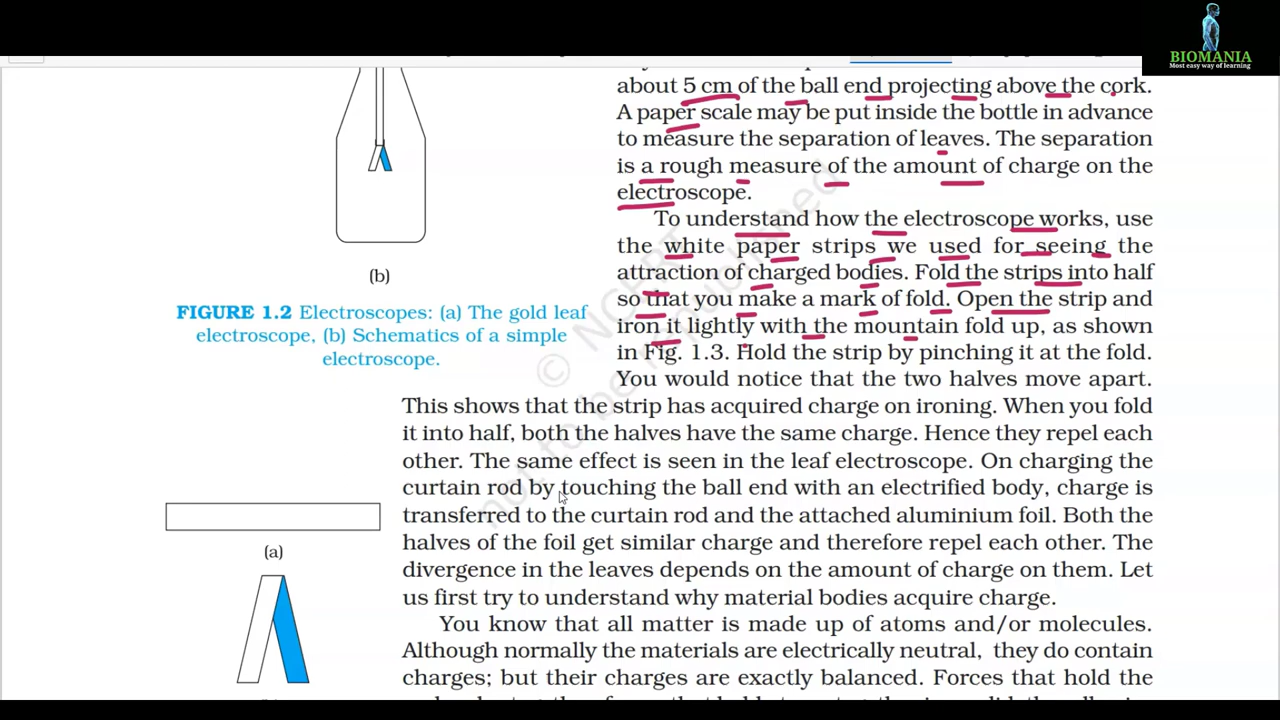 BIOMANIA
Most easy way of learning
about 5 cm of the ball end projecting above the cork.
A paper scale may be put inside the bottle in advance
to measure the separation of leaves. The separation
is a rough measure of the amount of charge on the
electroscope.
To understand how the electroscope works, use
the white paper strips we used for seeing the
attraction of charged bodies. Fold the strips into half
so that you make a mark of fold. Open the strip and
iron it lightly with the mountain fold up, as shown
in Fig. 1.3. Hold the strip by pinching it at the fold.
You would notice that the two halves move apart.
(b)
FIGURE 1.2 Electroscopes: (a) The gold leaf
electroscope, (b) Schematics of a simple
electroscope.
This shows that the strip has acquired charge on ironing. When you fold
it into half, both the halves have the same charge. Hence they repel each
other. The same effect is seen in the leaf electroscope. On charging the
curtain rod by touching the ball end with an electrified body, charge is
transferred to the curtain rod and the attached aluminium foil. Both the
halves of the foil get similar charge and therefore repel each other. The
divergence in the leaves depends on the amount of charge on them. Let
us first try to understand why material bodies acquire charge.
(a)
You know that all matter is made up of atoms and/or molecules.
Although normally the materials are electrically neutral, they do contain
charges; but their charges are exactly balanced. Forces that hold the
© NCERT
not to be republished